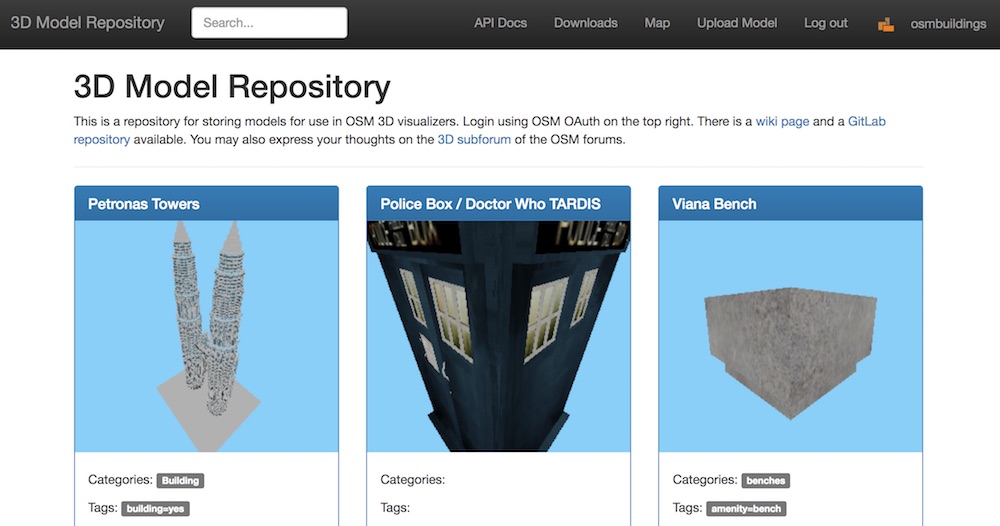 3D Model Repository
Search...
API Docs
Downloads
Map
Upload Model
Log out
osmbuildings
3D Model Repository
This is a repository for storing models for use in OSM 3D visualizers. Login using OSM OAuth on the top right. There is a wiki page and a GitLab
repository available. You may also express your thoughts on the 3D subforum of the OSM forums.
Petronas Towers
Police Box / Doctor Who TARDIS
Viana Bench
BOX
Categories: Building
Categories:
Categories: benches
Tags: building=yes
Tags:
Tags: amenity=bench